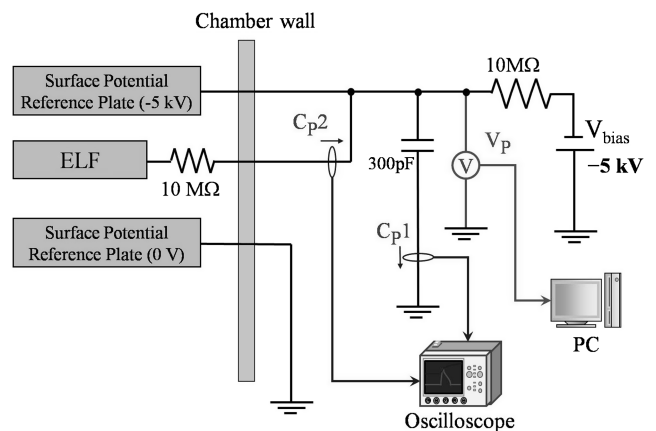 Chamber wall
Surface Potential
Reference Plate (-5 kV)
10MΩ
Cp2
ELF
10 MΩ
300pF
Vp
V
Vbias
−5 kV
Surface Potential
Reference Plate (0 V)
Cp1
PC
Oscilloscope